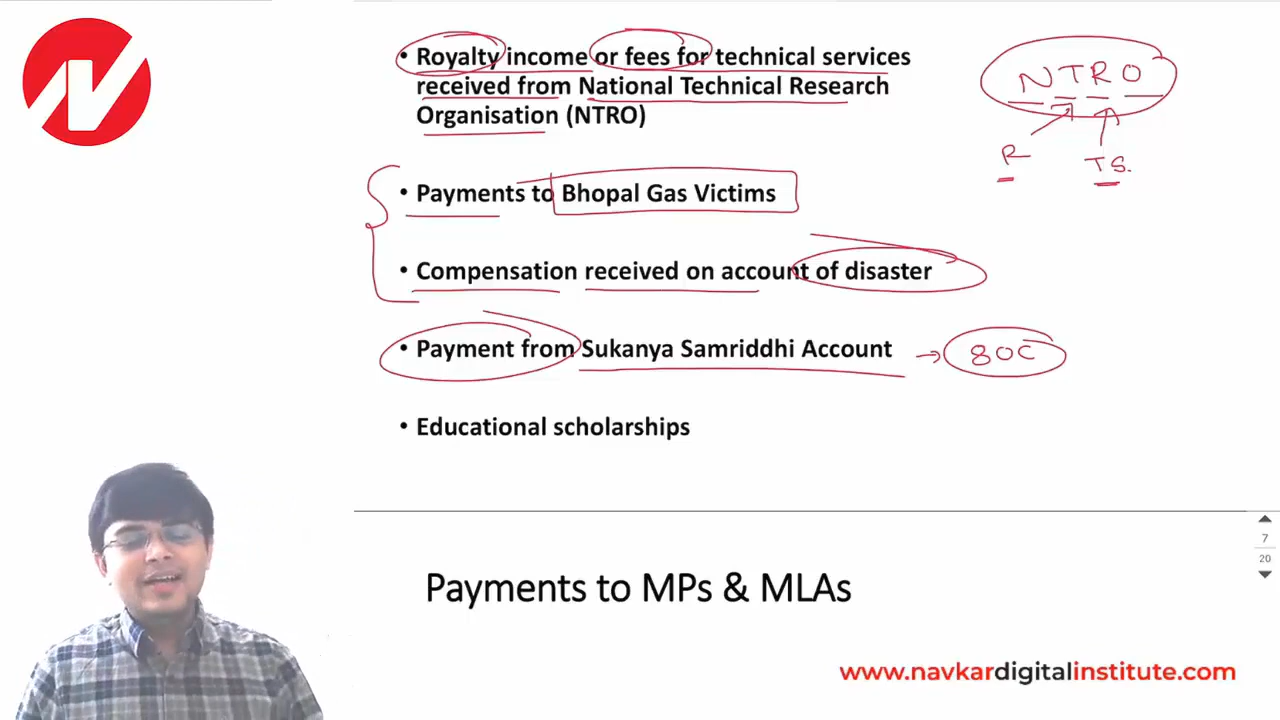 • Royalty income or fees for technical services
received from National Technical Research
Organisation (NTRO)
NTRO
R
TS.
• Payments to Bhopal Gas Victims
• Compensation received on account of disaster
• Payment from Sukanya Samriddhi Account
→ 80C
• Educational scholarships
7
20
Payments to MPs & MLAs
www.navkardigitalinstitute.com